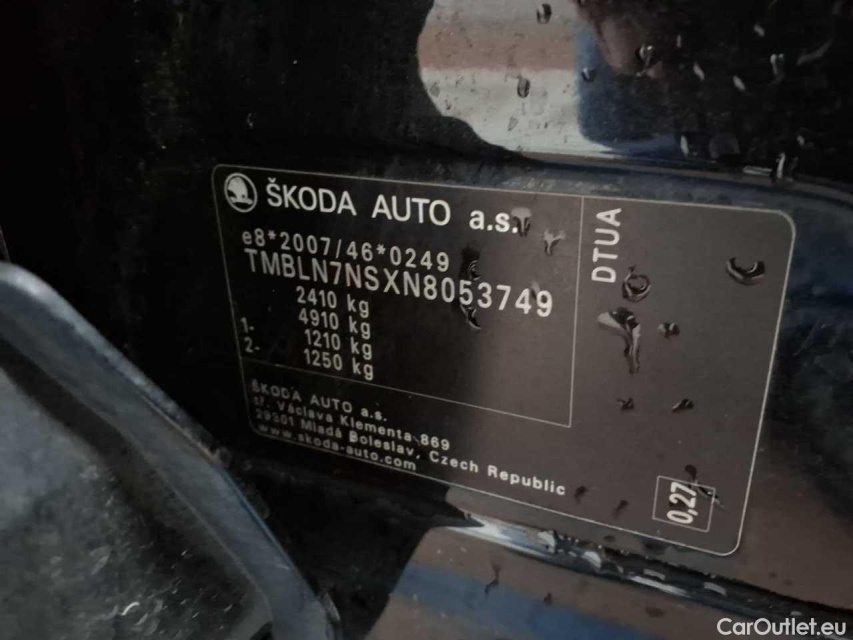 ŠKODA AUTO a.s.
e8*2007/46*0249
TMBLN7NSXN8053749
2410 kg
4910 kg
1- 1210 kg
2- 1250 kg
ŠKODA AUTO a.s.
tř. Václava Klementa 869
29301 Mladá Boleslav, Czech Republic
www.skoda-auto.com
DTUA
0,27
CarOutlet.eu